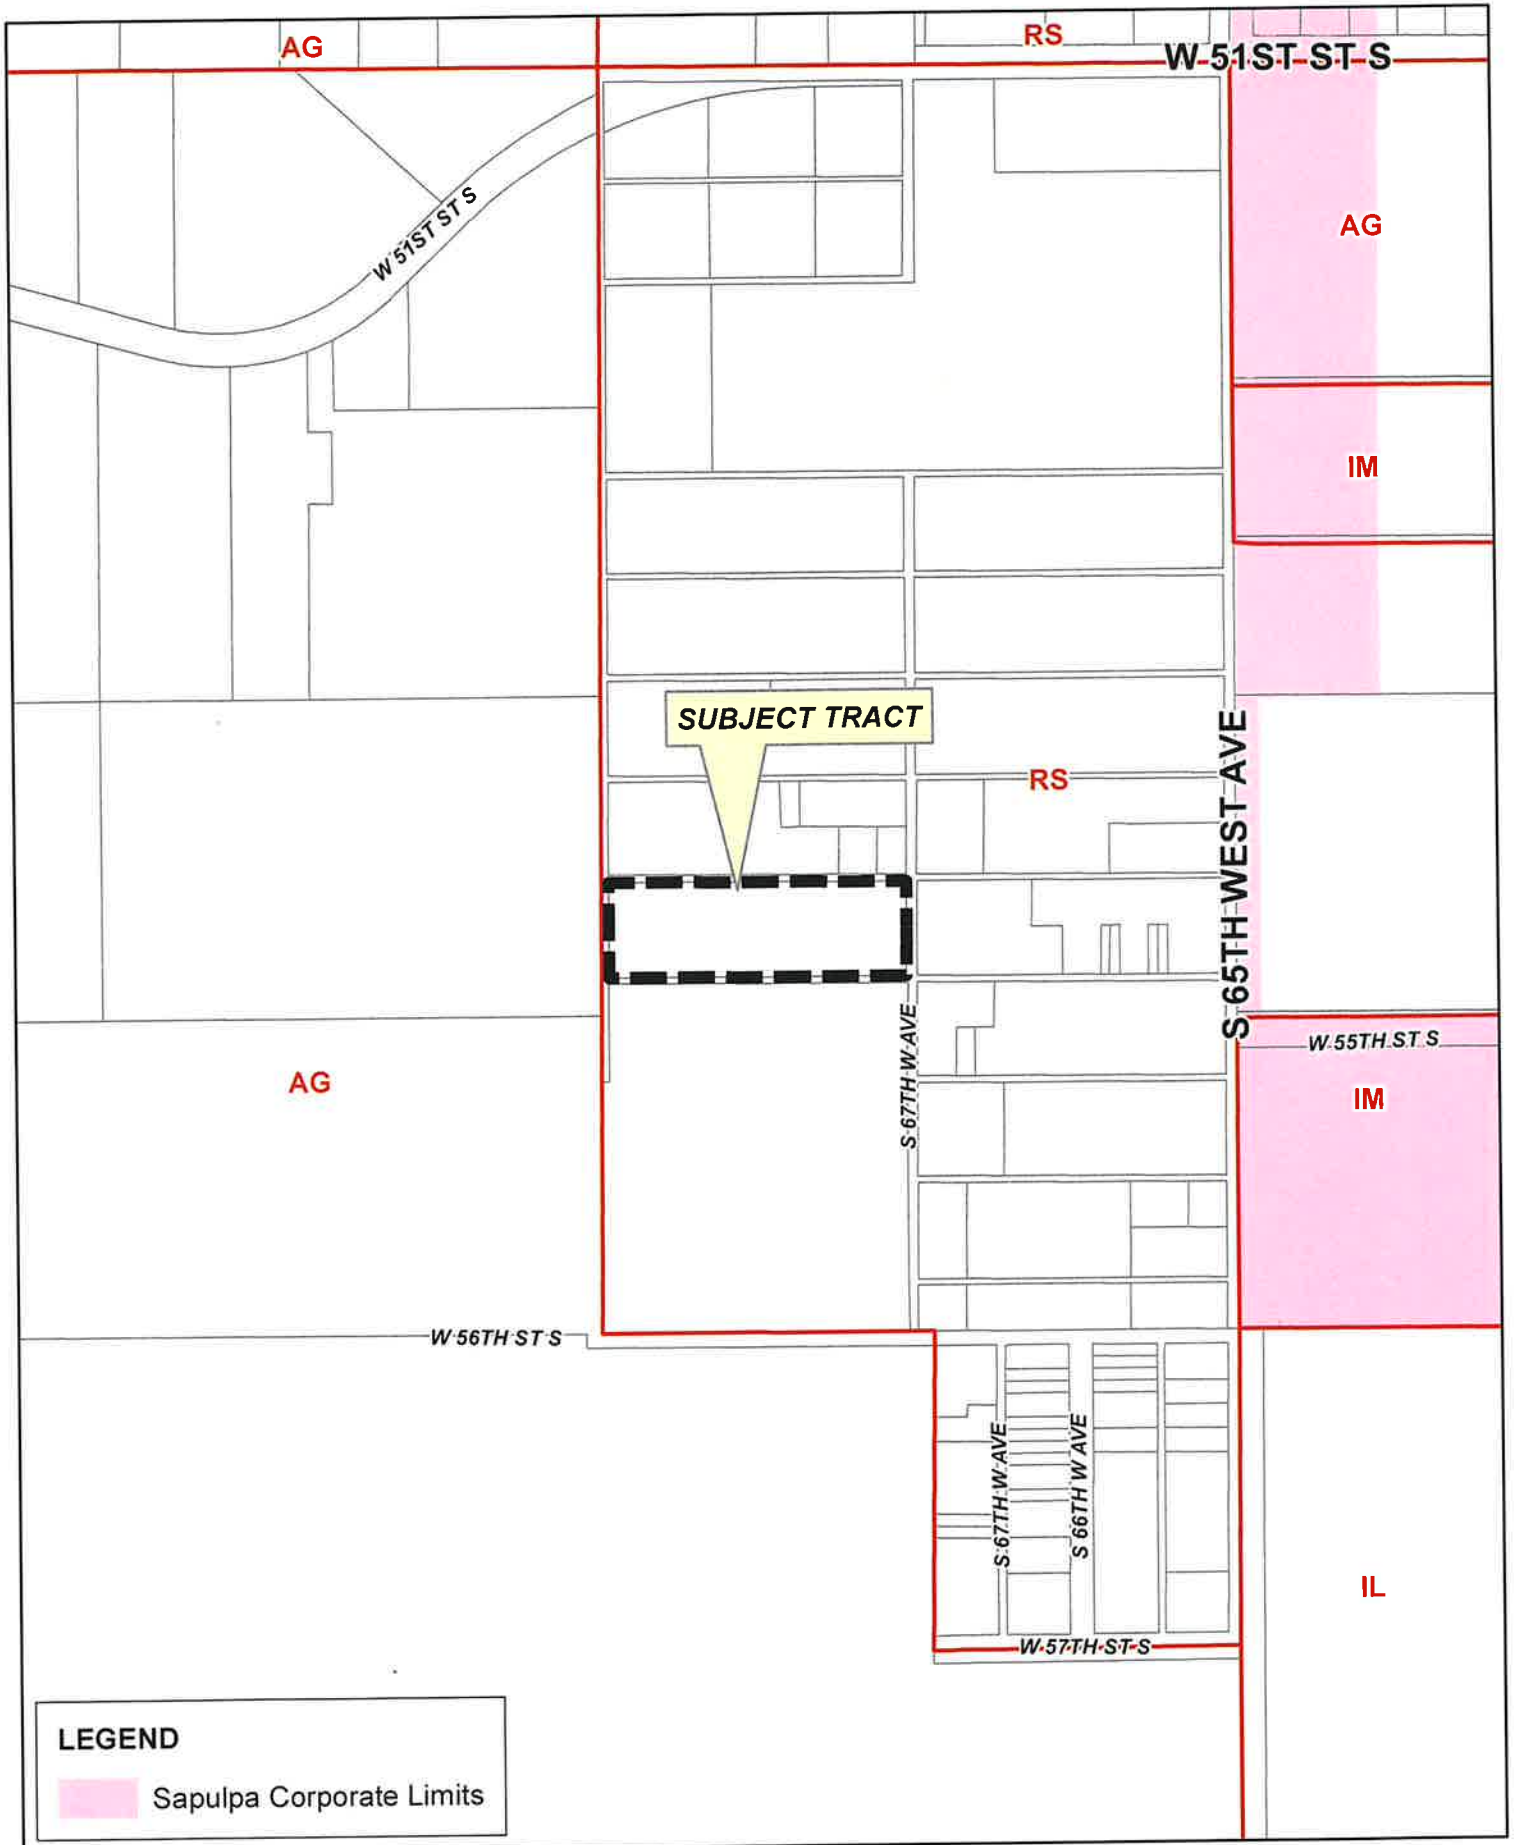 AG
RS
W 51ST ST S
W 51ST ST S
AG
IM
SUBJECT TRACT
RS
S 65TH WEST AVE
S 67TH W AVE
W 55TH ST S
AG
IM
W 56TH ST S
S 67TH W AVE
S 66TH W AVE
IL
W 57TH ST S
LEGEND
Sapulpa Corporate Limits